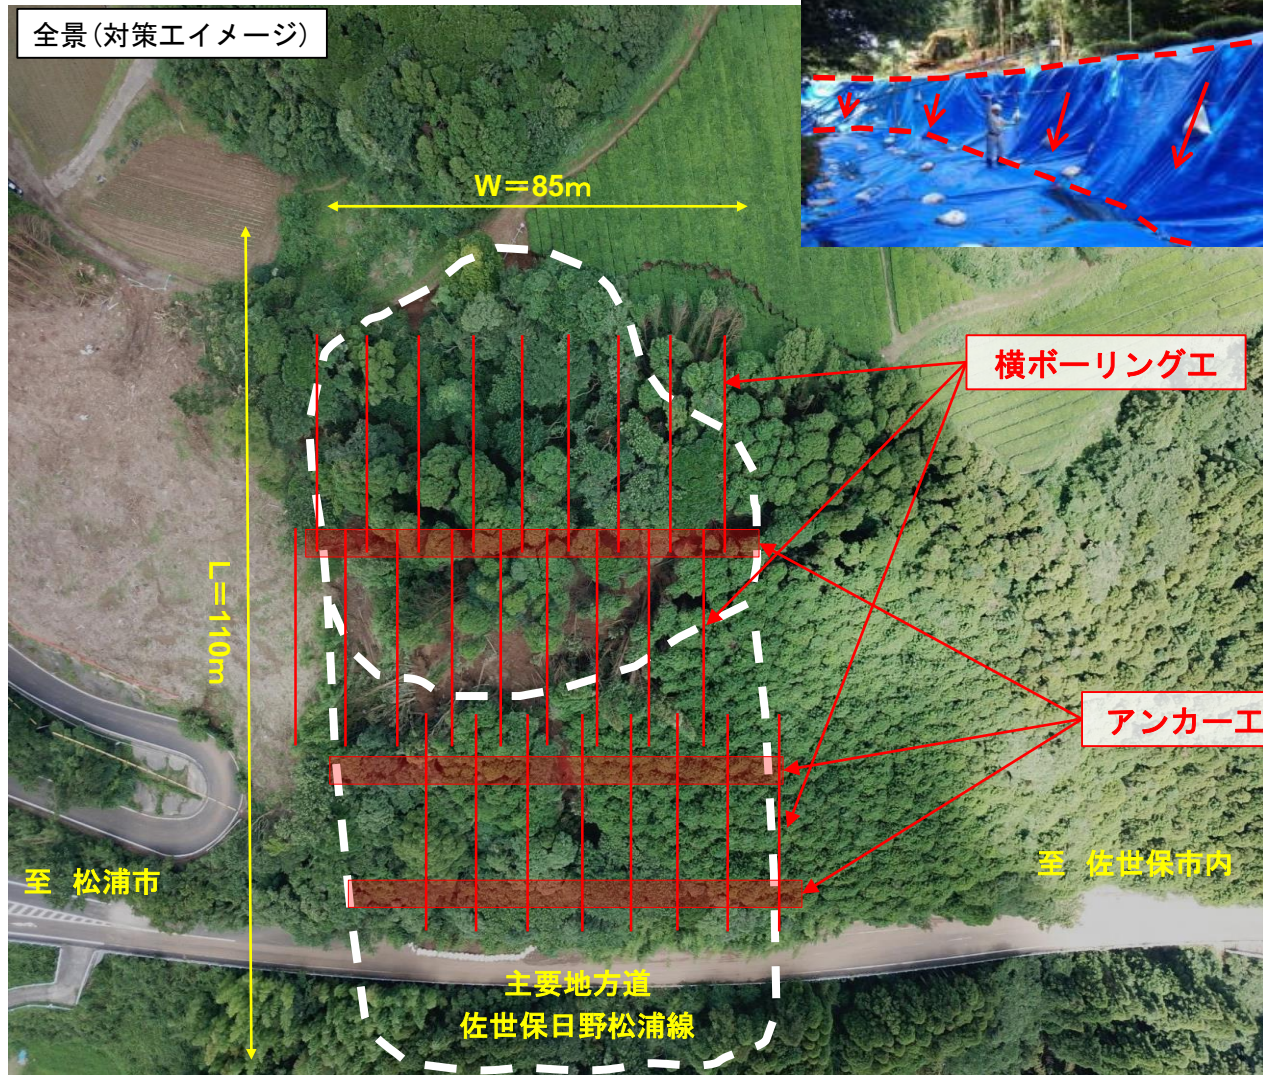 全景(対策工イメージ)
W=85m
横ボーリング工
L=110m
アンカー工
至 松浦市
至 佐世保市内
主要地方道
佐世保日野松浦線